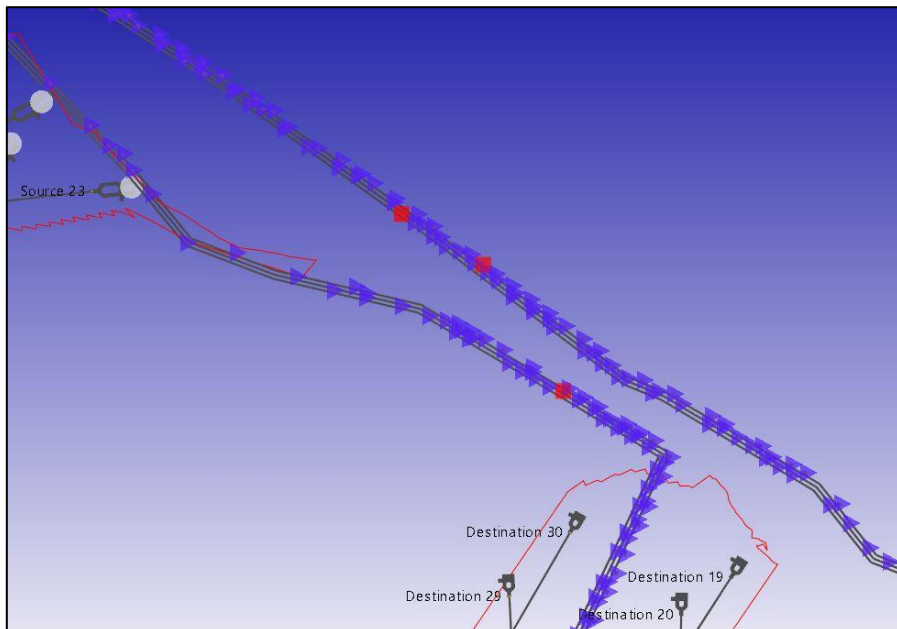 Source 23
Destination 30
Destination 19
Destination 29
Destination 20